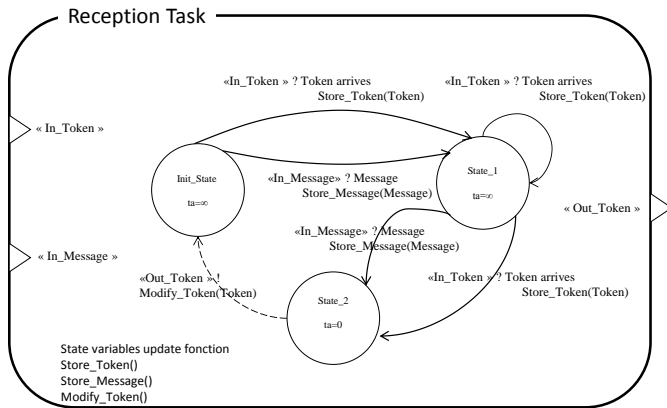 Reception Task
«In_Token » ? Token arrives
Store_Token(Token)
«In_Token » ? Token arrives
Store_Token(Token)
« In_Token »
Init_State
ta=∞
«In_Message» ? Message
Store_Message(Message)
State_1
ta=∞
« Out_Token »
«In_Message» ? Message
Store_Message(Message)
« In_Message »
«Out_Token » !
Modify_Token(Token)
«In_Token » ? Token arrives
Store_Token(Token)
State_2
ta=0
State variables update fonction
Store_Token()
Store_Message()
Modify_Token()